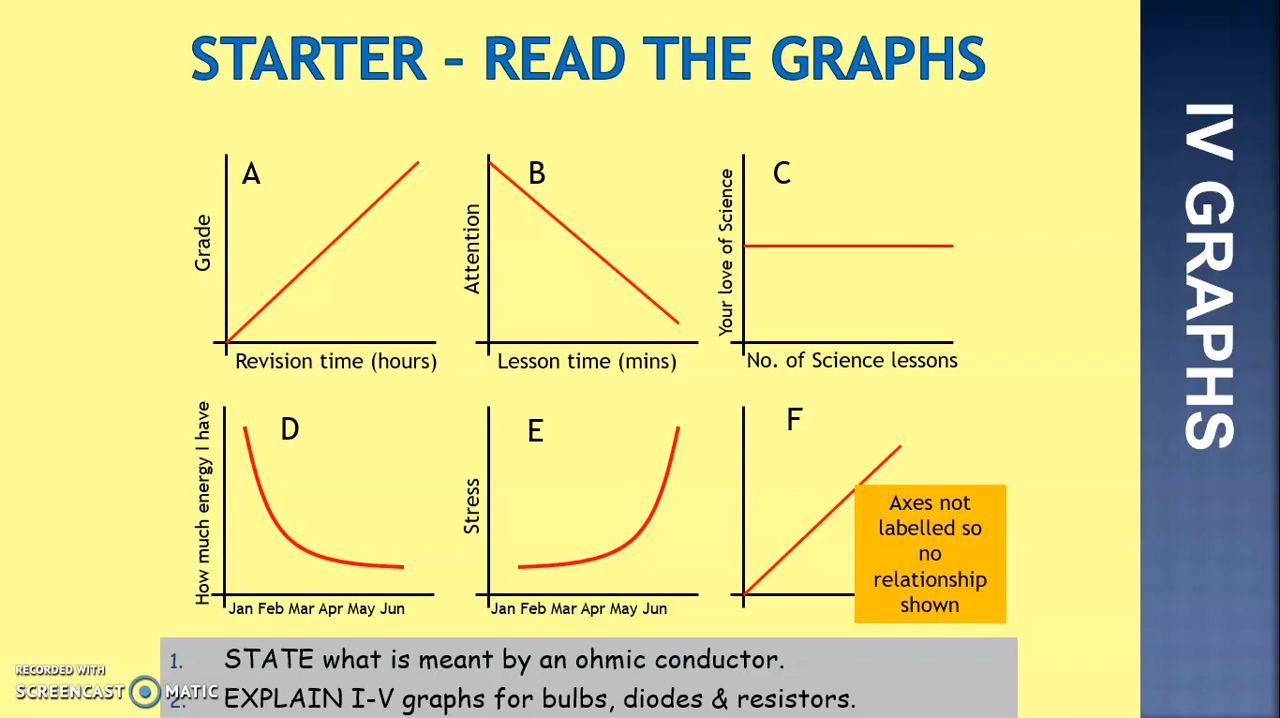 STARTER – READ THE GRAPHS
IV GRAPHS
A
Grade
Revision time (hours)
B
Attention
Lesson time (mins)
C
Your love of Science
No. of Science lessons
D
How much energy I have
Jan Feb Mar Apr May Jun
E
Stress
Jan Feb Mar Apr May Jun
F
Axes not
labelled so
no
relationship
shown
1. STATE what is meant by an ohmic conductor.
2. EXPLAIN I-V graphs for bulbs, diodes & resistors.
RECORDED WITH
SCREENCAST MATIC